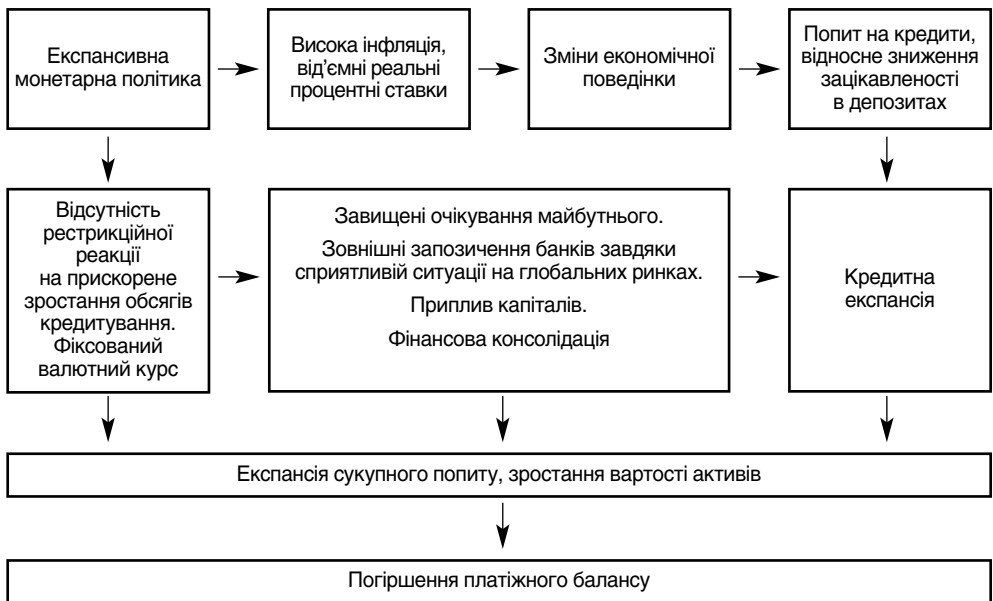 Експансивна
монетарна політика
Висока інфляція,
від’ємні реальні
процентні ставки
Зміни економічної
поведінки
Попит на кредити,
відносне зниження
зацікавленості
в депозитах
Відсутність
рестрикційної
реакції
на прискорене
зростання обсягів
кредитування.
Фіксований
валютний курс
Завищені очікування майбутнього.
Зовнішні запозичення банків завдяки
сприятливій ситуації на глобальних ринках.
Приплив капіталів.
Фінансова консолідація
Кредитна
експансія
Експансія сукупного попиту, зростання вартості активів
Погіршення платіжного балансу